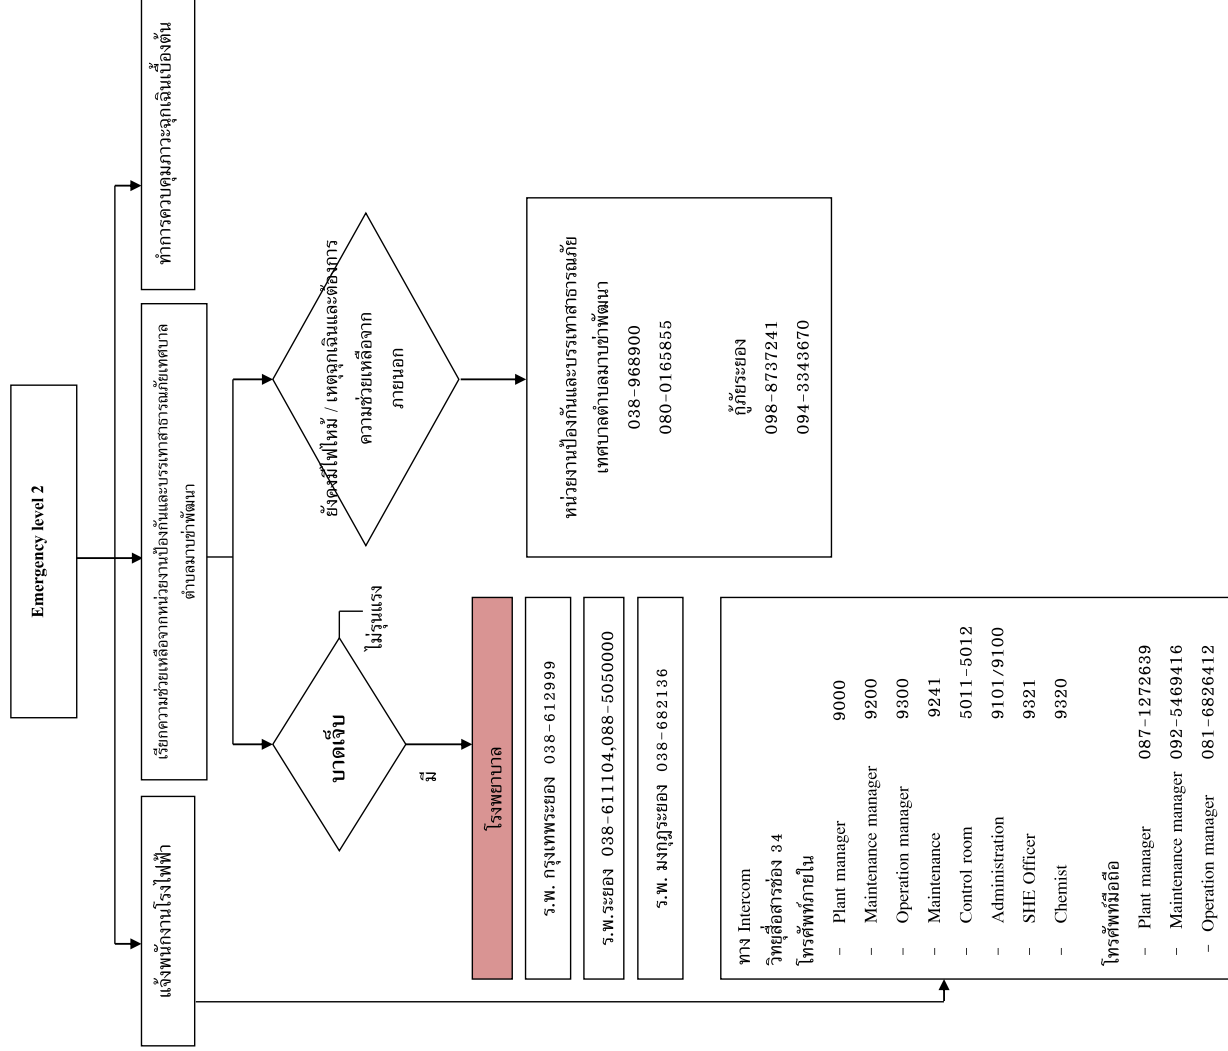 Emergency level 2
แจ้งพนักงานโรงไฟฟ้า
เรียกความช่วยเหลือจากหน่วยงานป้องกันและบรรเทาสาธารณภัยเทศบาล
ตำบลมาบข่าพัฒนา
ทำการควบคุมภาวะฉุกเฉินเบื้องต้น
บาดเจ็บ
ไม่รุนแรง
มี
ยังคงมีไฟไหม้ / เหตุฉุกเฉินและต้องการ
ความช่วยเหลือจาก
ภายนอก
โรงพยาบาล
ร.พ. กรุงเทพระยอง 038-612999
ร.พ.ระยอง 038-611104,088-5050000
ร.พ. มงกุฎระยอง 038-682136
หน่วยงานป้องกันและบรรเทาสาธารณภัย
เทศบาลตำบลมาบข่าพัฒนา
038-968900
080-0165855
กู้ภัยระยอง
098-8737241
094-3343670
ทาง Intercom
วิทยุสื่อสารช่อง 34
โทรศัพท์ภายใน
- Plant manager 9000
- Maintenance manager 9200
- Operation manager 9300
- Maintenance 9241
- Control room 5011-5012
- Administration 9101/9100
- SHE Officer 9321
- Chemist 9320
โทรศัพท์มือถือ
- Plant manager 087-1272639
- Maintenance manager 092-5469416
- Operation manager 081-6826412